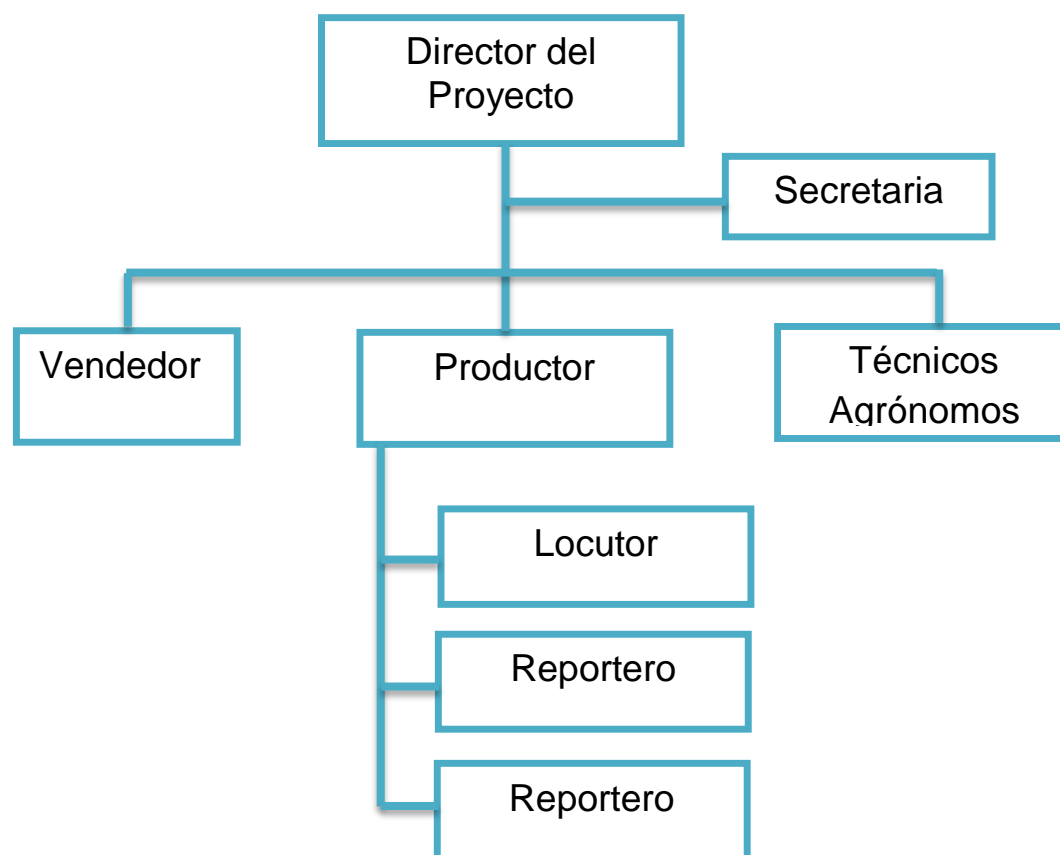 Director del
Proyecto
Secretaria
Vendedor
Productor
Técnicos
Agrónomos
Locutor
Reportero
Reportero